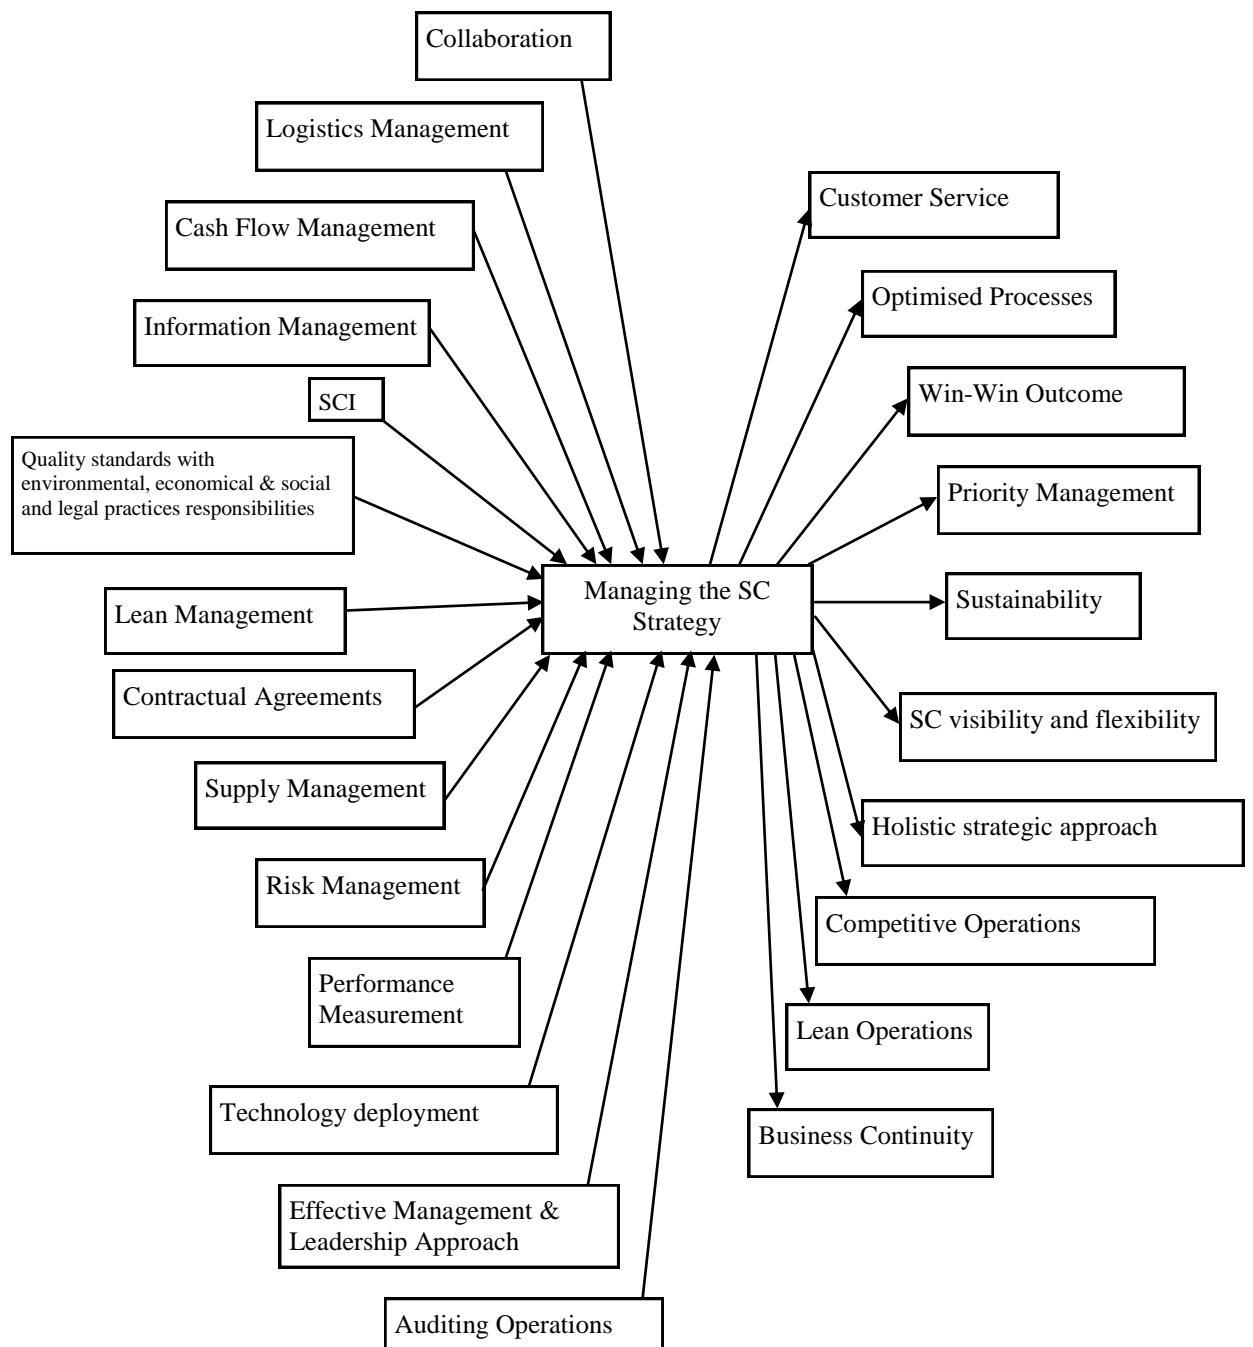 Collaboration
Logistics Management
Customer Service
Cash Flow Management
Optimised Processes
Information Management
Win-Win Outcome
SCI
Quality standards with
environmental, economical & social
and legal practices responsibilities
Priority Management
Managing the SC
Strategy
Sustainability
Lean Management
Contractual Agreements
SC visibility and flexibility
Supply Management
Holistic strategic approach
Risk Management
Competitive Operations
Performance
Measurement
Lean Operations
Technology deployment
Business Continuity
Effective Management &
Leadership Approach
Auditing Operations